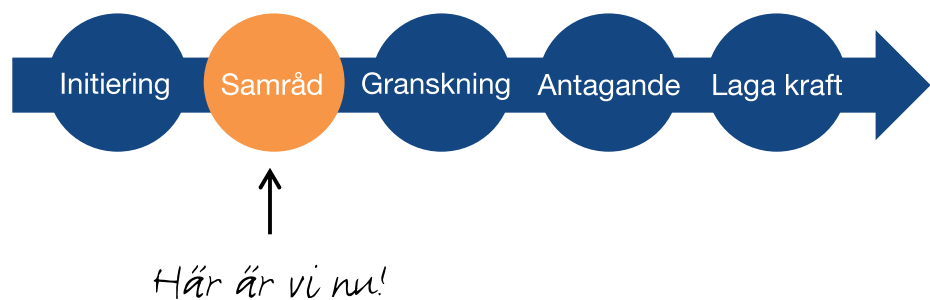 Initiering Samråd Granskning Antagande Laga kraft
Här är vi nu!